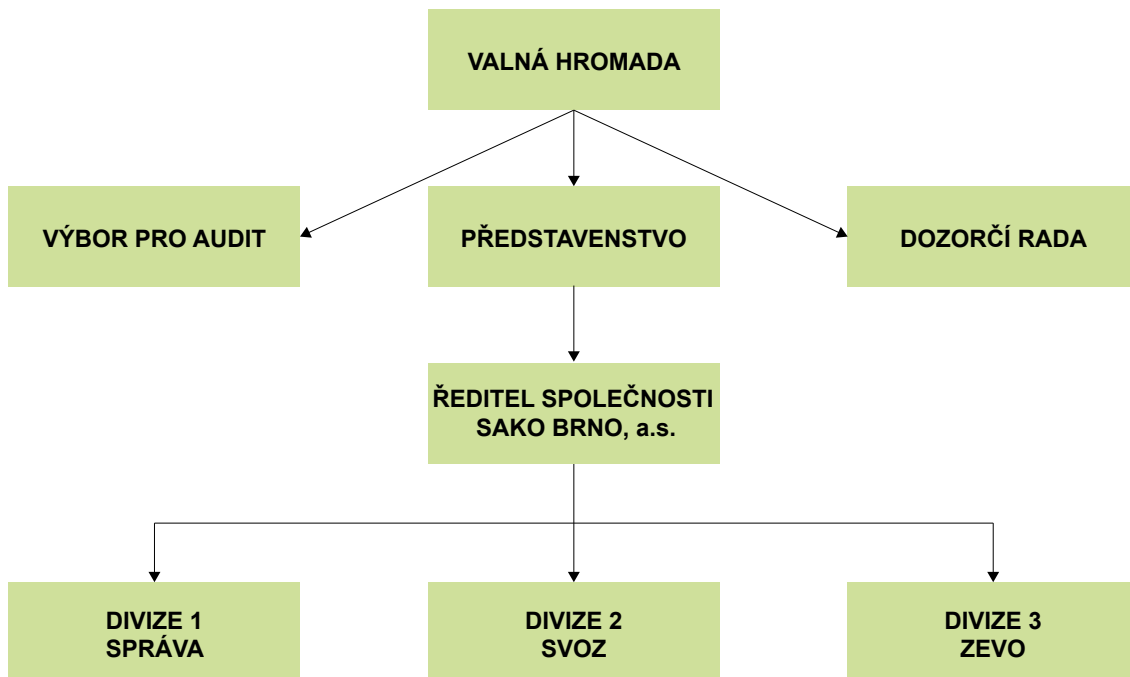 VALNÁ HROMADA
VÝBOR PRO AUDIT
PŘEDSTAVENSTVO
DOZORČÍ RADA
ŘEDITEL SPOLEČNOSTI
SAKO BRNO, a.s.
DIVIZE 1
SPRÁVA
DIVIZE 2
SVOZ
DIVIZE 3
ZEVO